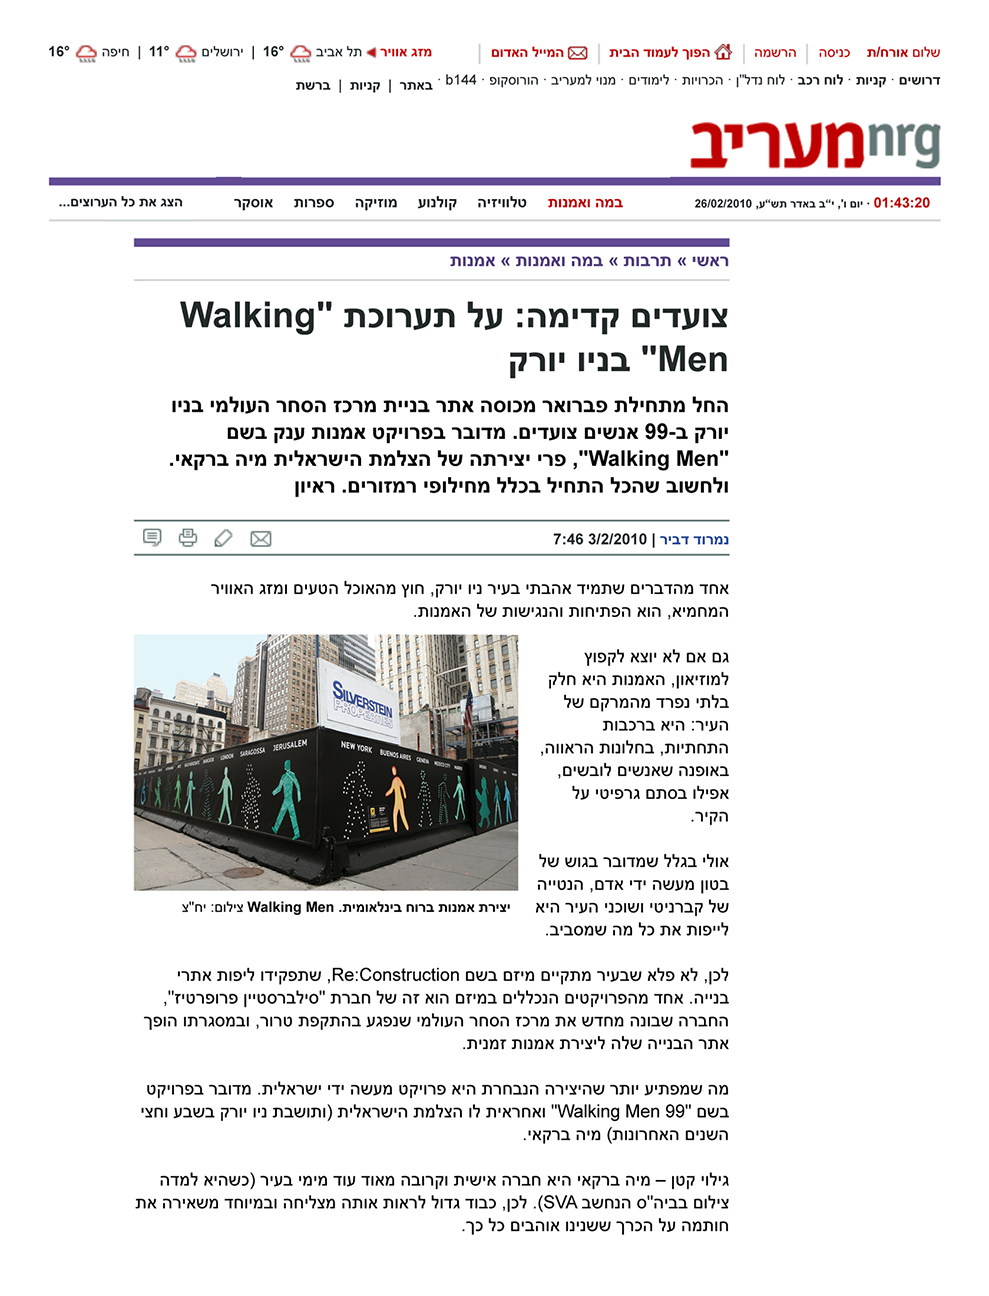 שלום אורח/ת | כניסה | הרשמה | הפוך לעמוד הבית | המייל האדום | מזג אוויר תל אביב 16° | ירושלים 11° | חיפה 16°
דרושים · קניות · לוח רכב · לוח נדל"ן · הכרויות · לימודים · מנוי למעריב · הורוסקופ · b144 · באתר | קניות | ברשת
nrg מעריב
01:43:20 · יום ו', י"ב באדר תש"ע, 26/02/2010 במה ואמנות טלוויזיה קולנוע מוזיקה ספרות אוסקר הצג את כל הערוצים...
ראשי » תרבות » במה ואמנות » אמנות
צועדים קדימה: על תערוכת "Walking
Men" בניו יורק
החל מתחילת פברואר מכוסה אתר בניית מרכז הסחר העולמי בניו
יורק ב-99 אנשים צועדים. מדובר בפרויקט אמנות ענק בשם
"Walking Men", פרי יצירתה של הצלמת הישראלית מיה ברקאי.
ולחשוב שהכל התחיל בכלל מחילופי רמזורים. ראיון
נמרוד דביר | 3/2/2010 7:46
אחד מהדברים שתמיד אהבתי בעיר ניו יורק, חוץ מהאוכל הטעים ומזג האוויר
המחמיא, הוא הפתיחות והנגישות של האמנות.
גם אם לא יוצא לקפוץ
למוזיאון, האמנות היא חלק
בלתי נפרד מהמרקם של
העיר: היא ברכבות
התחתיות, בחלונות הראווה,
באופנה שאנשים לובשים,
אפילו בסתם גרפיטי על
הקיר.
SILVERSTEIN
PROPERTIES
LONDON SARAGOSSA JERUSALEM NEW YORK BUENOS AIRES GENEVA MEXICO CITY
אולי בגלל שמדובר בגוש של
בטון מעשה ידי אדם, הנטייה
של קברניטי ושוכני העיר היא
לייפות את כל מה שמסביב.
יצירת אמנות ברוח בינלאומית. Walking Men צילום: יח"צ
לכן, לא פלא שבעיר מתקיים מיזם בשם Re:Construction, שתפקידו ליפות אתרי
בנייה. אחד מהפרויקטים הנכללים במיזם הוא זה של חברת "סילברסטיין פרופרטיז",
החברה שבונה מחדש את מרכז הסחר העולמי שנפגע בהתקפת טרור, ובמסגרתו הופך
אתר הבנייה שלה ליצירת אמנות זמנית.
מה שמפתיע יותר שהיצירה הנבחרת היא פרויקט מעשה ידי ישראלית. מדובר בפרויקט
בשם "Walking Men 99" ואחראית לו הצלמת הישראלית (ותושבת ניו יורק בשבע וחצי
השנים האחרונות) מיה ברקאי.
גילוי קטן – מיה ברקאי היא חברה אישית וקרובה מאוד עוד מימי בעיר (כשהיא למדה
צילום בביה"ס הנחשב SVA). לכן, כבוד גדול לראות אותה מצליחה ובמיוחד משאירה את
חותמה על הכרך ששנינו אוהבים כל כך.